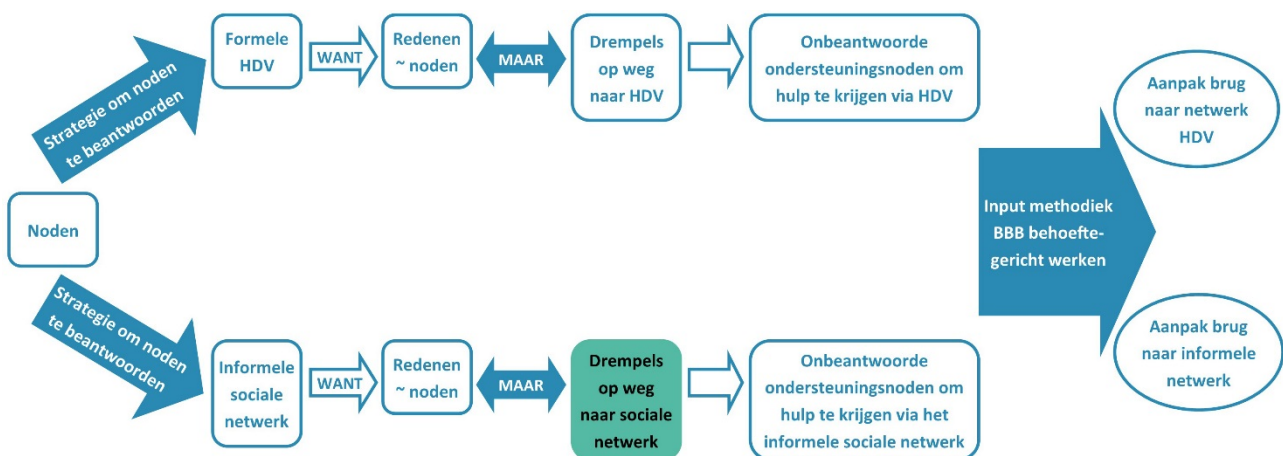 Strategie om noden
te beantwoorden
Formele
HDV
WANT
Redenen
~ noden
MAAR
Drempels
op weg
naar HDV
Onbeantwoorde
ondersteuningsnoden om
hulp te krijgen via HDV
Noden
Strategie om noden
te beantwoorden
Informele
sociale
netwerk
WANT
Redenen
~ noden
MAAR
Drempels
op weg
naar sociale
netwerk
Onbeantwoorde
ondersteuningsnoden om
hulp te krijgen via het
informele sociale netwerk
Input methodiek
BBB behoefte-
gericht werken
Aanpak brug
naar netwerk
HDV
Aanpak brug
naar informele
netwerk